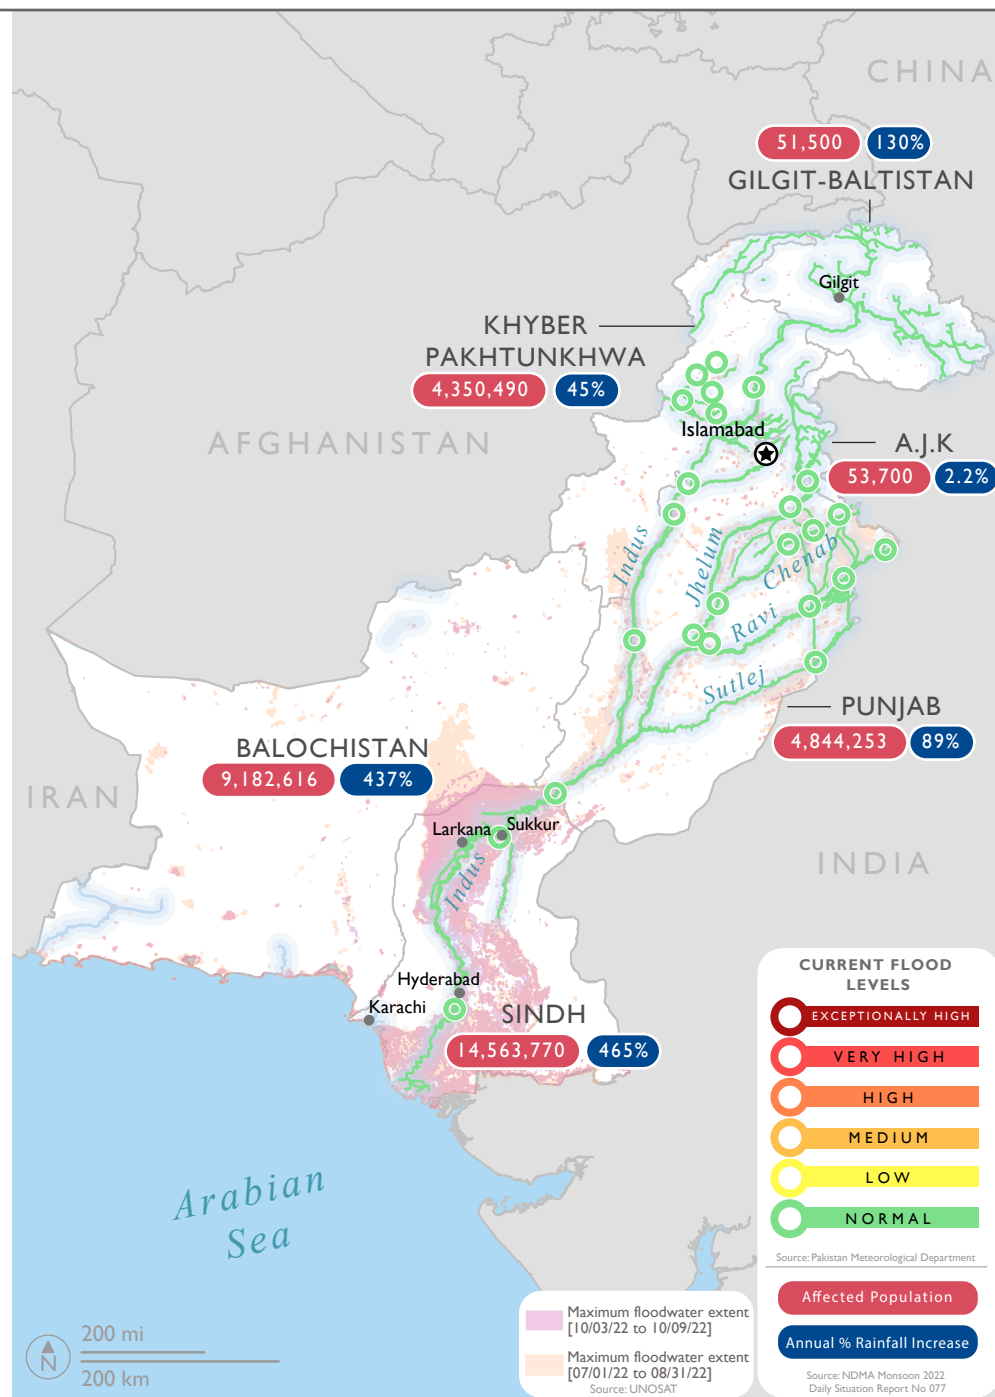 CHINA
51,500 130%
GILGIT-BALTISTAN
Gilgit
KHYBER
PAKHTUNKHWA
4,350,490 45%
Islamabad
AFGHANISTAN
A.J.K
53,700 2.2%
Indus
Jhelum
Chenab
Ravi
Sutlej
PUNJAB
4,844,253 89%
BALOCHISTAN
9,182,616 437%
IRAN
Larkana
Sukkur
Indus
INDIA
Hyderabad
Karachi
SINDH
14,563,770 465%
Arabian
Sea
CURRENT FLOOD
LEVELS
EXCEPTIONALLY HIGH
VERY HIGH
HIGH
MEDIUM
LOW
NORMAL
Source: Pakistan Meteorological Department
Affected Population
Annual % Rainfall Increase
Source: NDMA Monsoon 2022
Daily Situation Report No 077
Maximum floodwater extent
[10/03/22 to 10/09/22]
Maximum floodwater extent
[07/01/22 to 08/31/22]
Source: UNOSAT
N
200 mi
200 km